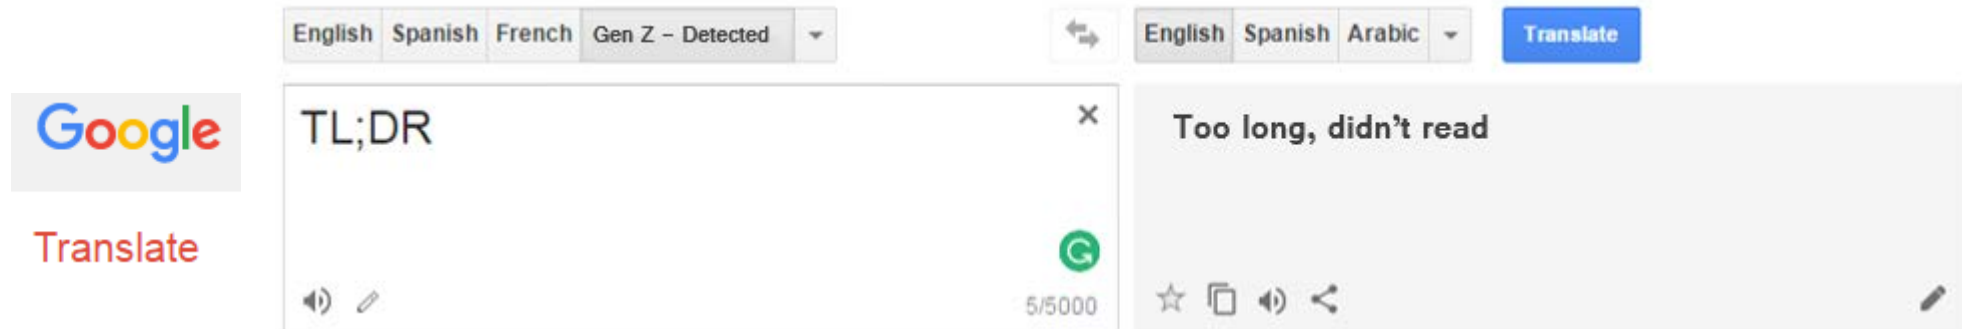 English Spanish French Gen Z – Detected
English Spanish Arabic Translate
Google
Translate
TL;DR
5/5000
Too long, didn't read